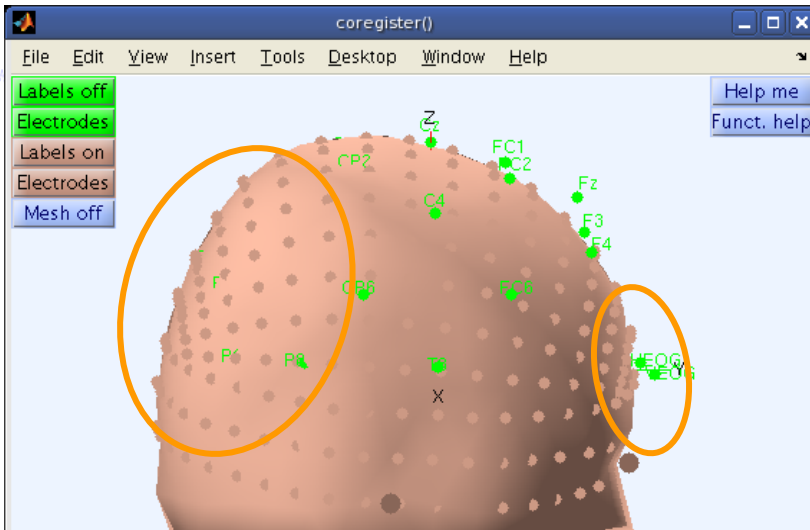 coregister()
File Edit View Insert Tools Desktop Window Help
Labels off
Electrodes
Labels on
Electrodes
Mesh off
Help me
Funct. help
Z
Cz
FC1
FC2
CP2
Fz
C4
F3
F4
CP6
FC6
P8
T8
HEOG
VEOG
Y
X